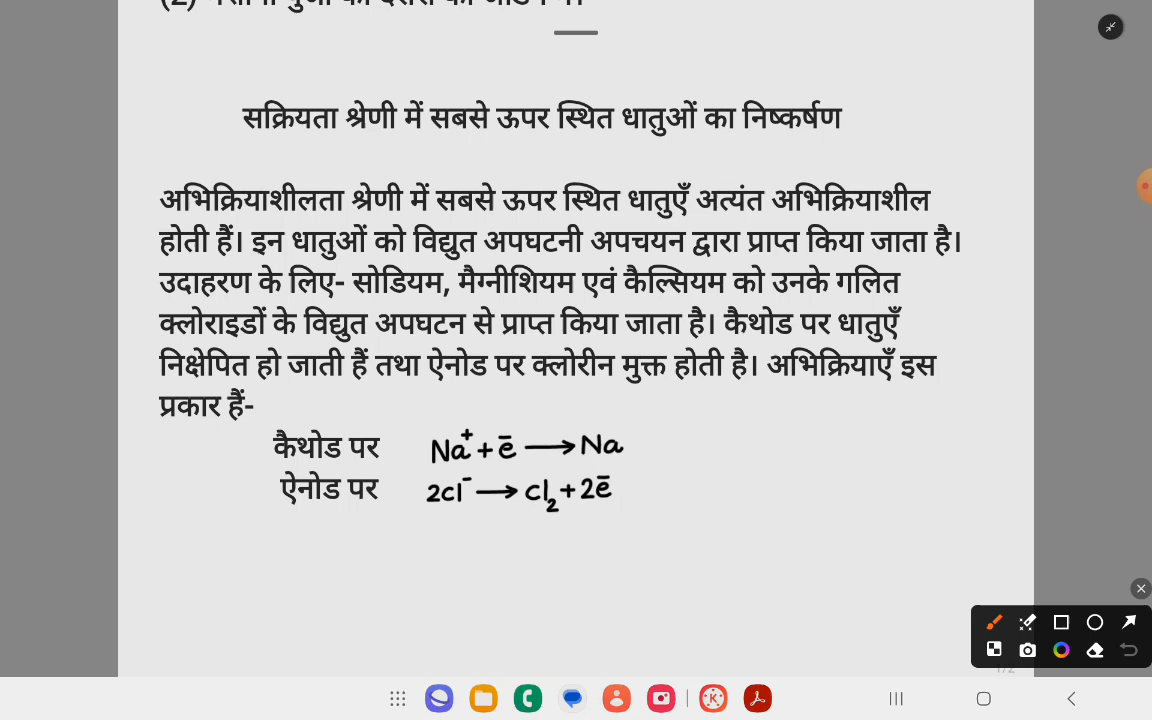 सक्रियता श्रेणी में सबसे ऊपर स्थित धातुओं का निष्कर्षण
अभिक्रियाशीलता श्रेणी में सबसे ऊपर स्थित धातुएँ अत्यंत अभिक्रियाशील
होती हैं। इन धातुओं को विद्युत अपघटनी अपचयन द्वारा प्राप्त किया जाता है।
उदाहरण के लिए- सोडियम, मैग्नीशियम एवं कैल्सियम को उनके गलित
क्लोराइडों के विद्युत अपघटन से प्राप्त किया जाता है। कैथोड पर धातुएँ
निक्षेपित हो जाती हैं तथा ऐनोड पर क्लोरीन मुक्त होती है। अभिक्रियाएँ इस
प्रकार हैं-
कैथोड पर Na⁺ + e̅ ⟶ Na
ऐनोड पर 2cl⁻ ⟶ cl₂ + 2e̅